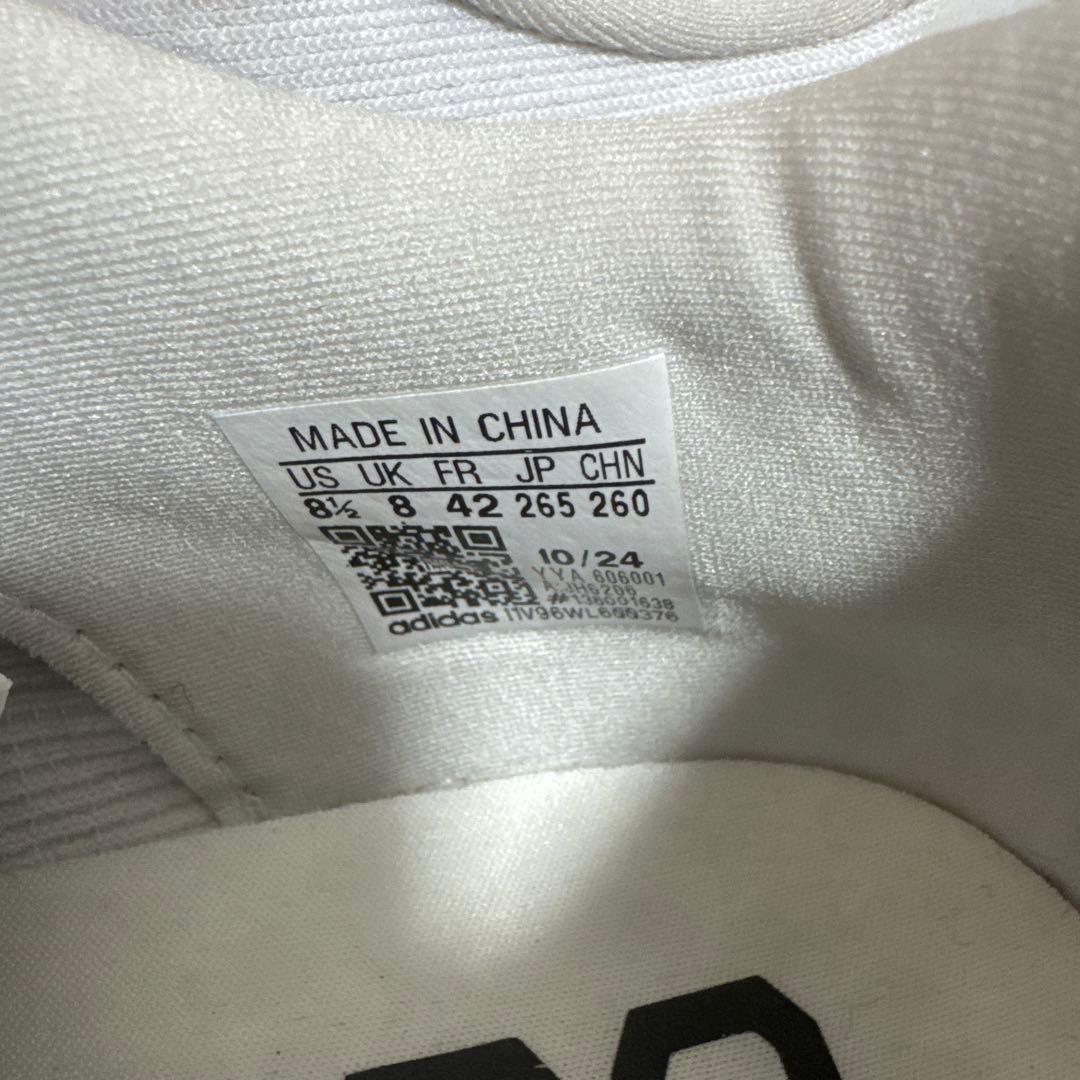 MADE IN CHINA
US UK FR JP CHN
8½ 8 42 265 260
10/24
YYA 606001
#136001638
adidas